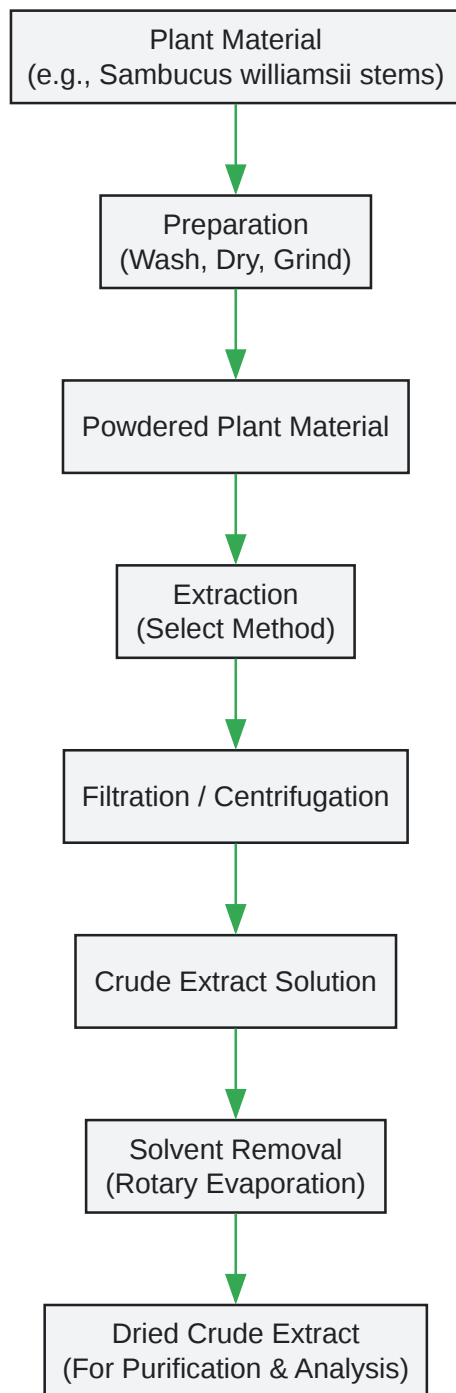 Plant Material
(e.g., Sambucus williamsii stems)
Preparation
(Wash, Dry, Grind)
Powdered Plant Material
Extraction
(Select Method)
Filtration / Centrifugation
Crude Extract Solution
Solvent Removal
(Rotary Evaporation)
Dried Crude Extract
(For Purification & Analysis)